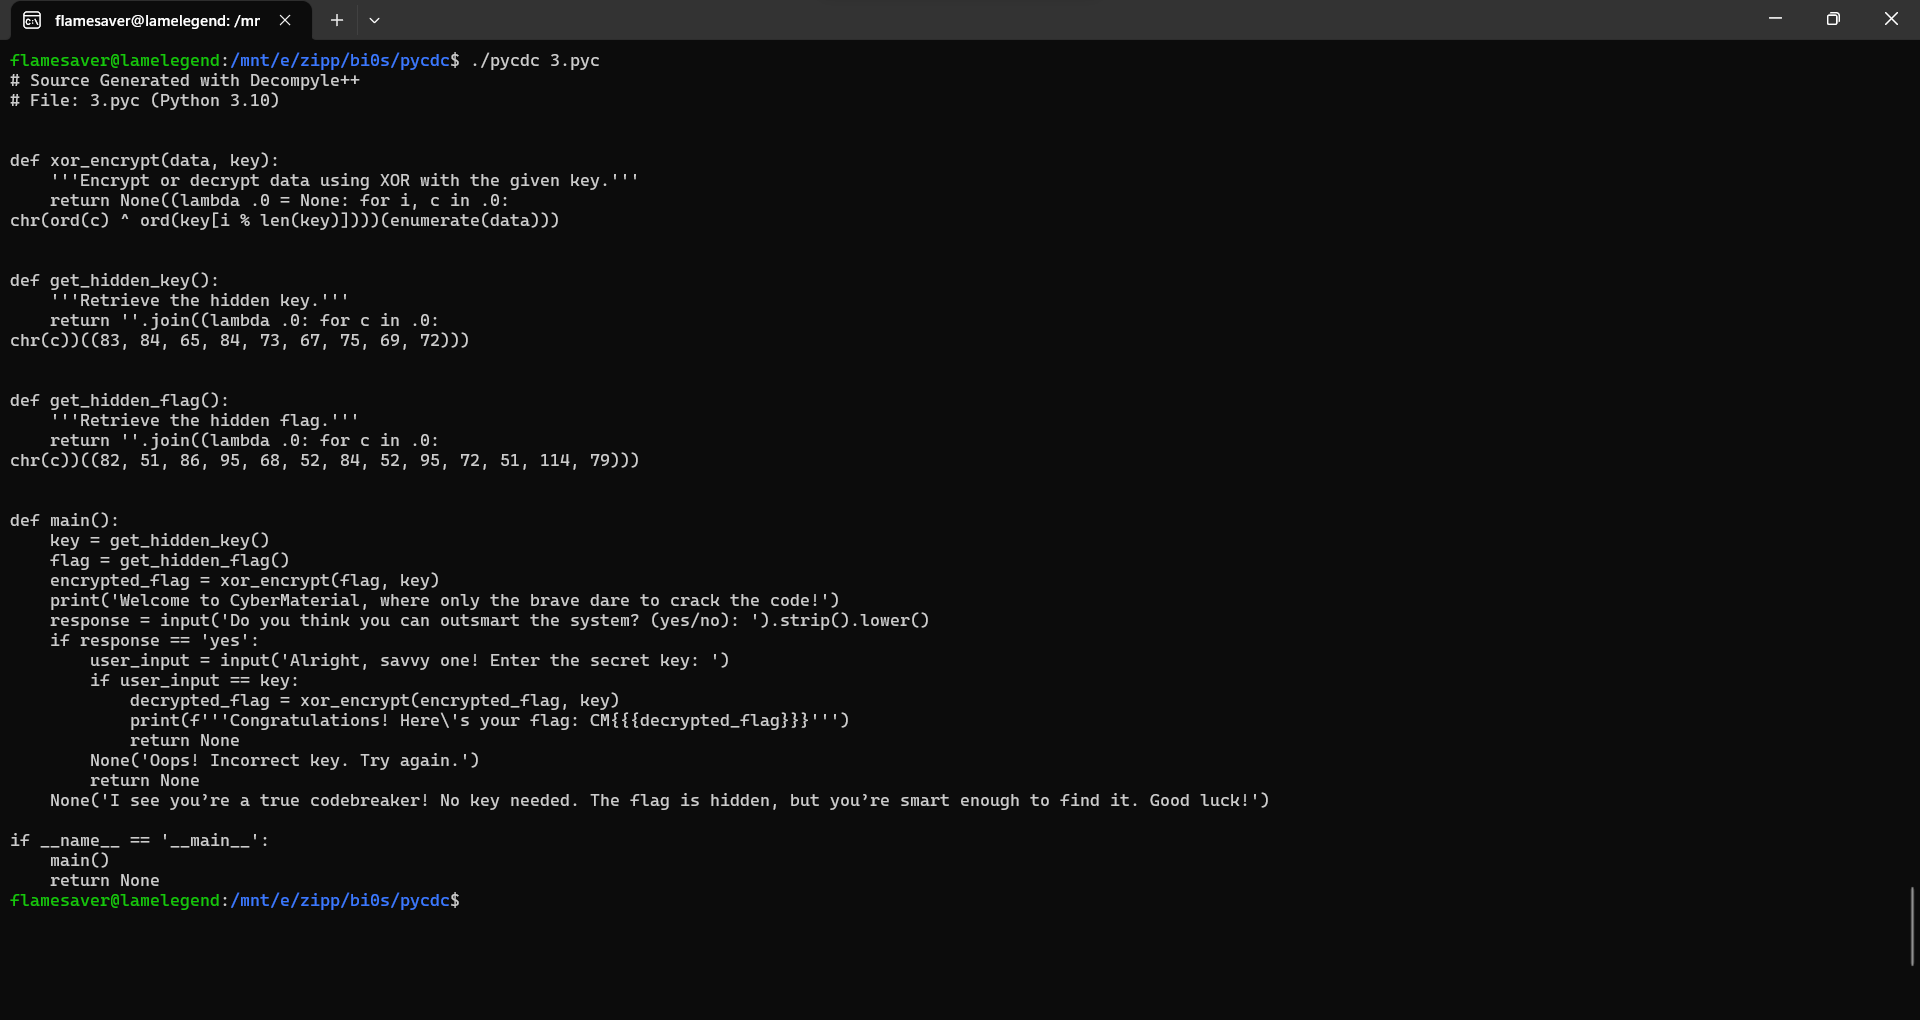 flamesaver@lamelegend: /mr
flamesaver@lamelegend:/mnt/e/zipp/bi0s/pycdc$ ./pycdc 3.pyc
# Source Generated with Decompyle++
# File: 3.pyc (Python 3.10)
def xor_encrypt(data, key):
    '''Encrypt or decrypt data using XOR with the given key.'''
    return None((lambda .0 = None: for i, c in .0:
chr(ord(c) ^ ord(key[i % len(key)])))(enumerate(data)))
def get_hidden_key():
    '''Retrieve the hidden key.'''
    return ''.join((lambda .0: for c in .0:
chr(c))((83, 84, 65, 84, 73, 67, 75, 69, 72)))
def get_hidden_flag():
    '''Retrieve the hidden flag.'''
    return ''.join((lambda .0: for c in .0:
chr(c))((82, 51, 86, 95, 68, 52, 84, 52, 95, 72, 51, 114, 79)))
def main():
    key = get_hidden_key()
    flag = get_hidden_flag()
    encrypted_flag = xor_encrypt(flag, key)
    print('Welcome to CyberMaterial, where only the brave dare to crack the code!')
    response = input('Do you think you can outsmart the system? (yes/no): ').strip().lower()
    if response == 'yes':
        user_input = input('Alright, savvy one! Enter the secret key: ')
        if user_input == key:
            decrypted_flag = xor_encrypt(encrypted_flag, key)
            print(f'''Congratulations! Here\'s your flag: CM{{{decrypted_flag}}}''')
            return None
        None('Oops! Incorrect key. Try again.')
        return None
    None('I see you’re a true codebreaker! No key needed. The flag is hidden, but you’re smart enough to find it. Good luck!')
if __name__ == '__main__':
    main()
    return None
flamesaver@lamelegend:/mnt/e/zipp/bi0s/pycdc$